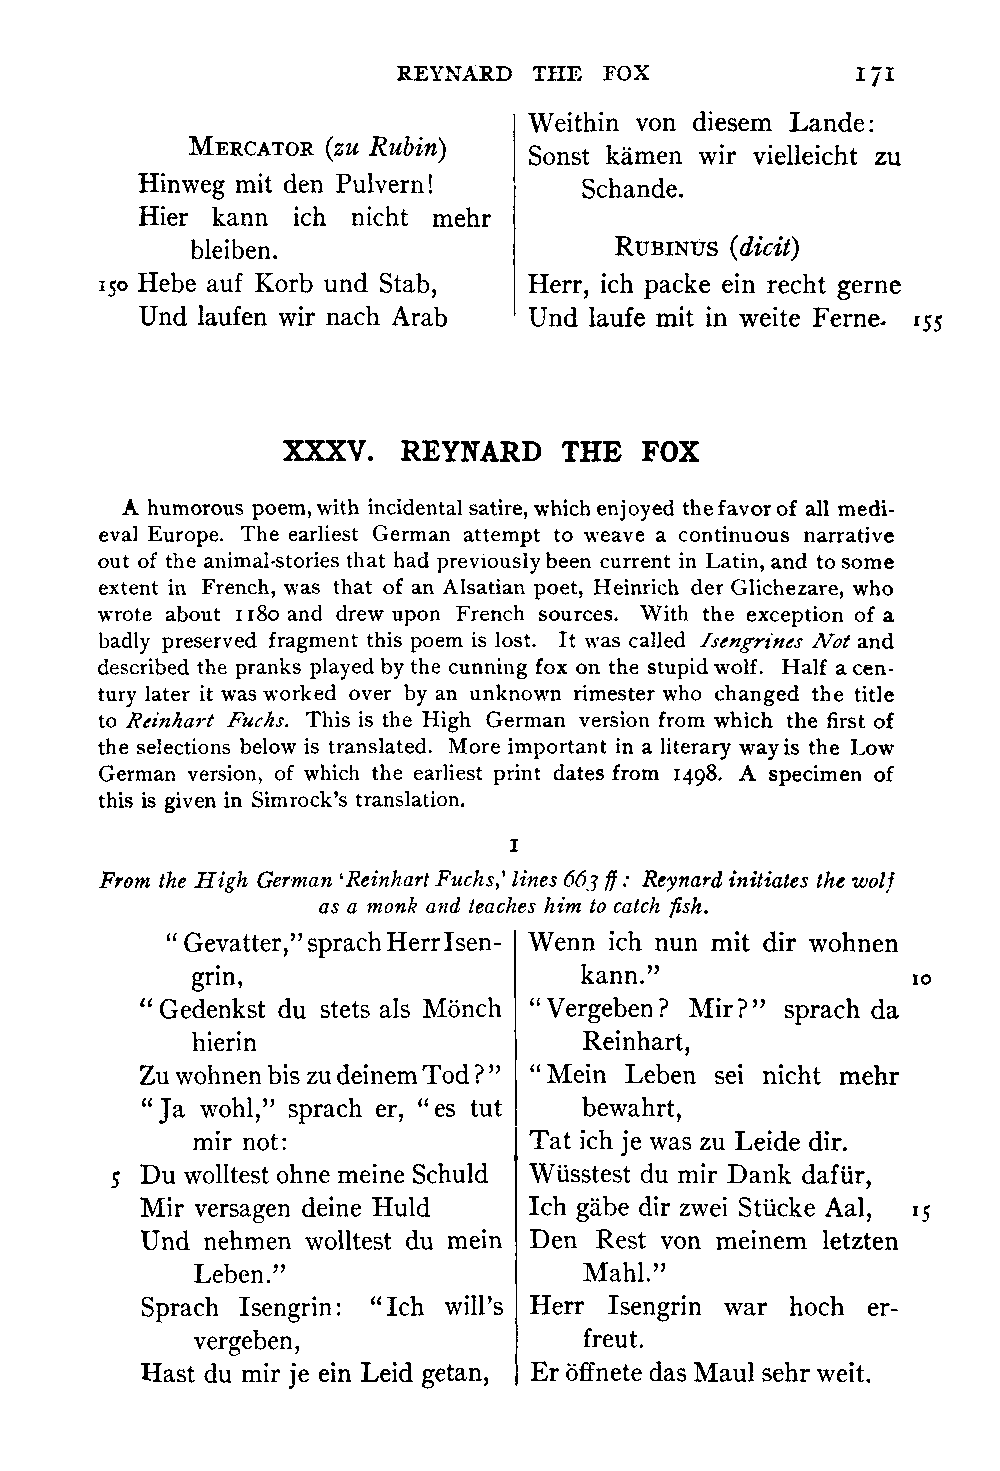 REYNARD THE FOX 171
MERCATOR (zu Rubin)
Hinweg mit den Pulvern!
Hier kann ich nicht mehr
bleiben.
150 Hebe auf Korb und Stab,
Und laufen wir nach Arab
Weithin von diesem Lande:
Sonst kämen wir vielleicht zu
Schande.
RUBINUS (dicit)
Herr, ich packe ein recht gerne
Und laufe mit in weite Ferne. 155
XXXV. REYNARD THE FOX
A humorous poem, with incidental satire, which enjoyed the favor of all medi-
eval Europe. The earliest German attempt to weave a continuous narrative
out of the animal-stories that had previously been current in Latin, and to some
extent in French, was that of an Alsatian poet, Heinrich der Glichezare, who
wrote about 1180 and drew upon French sources. With the exception of a
badly preserved fragment this poem is lost. It was called Isengrines Not and
described the pranks played by the cunning fox on the stupid wolf. Half a cen-
tury later it was worked over by an unknown rimester who changed the title
to Reinhart Fuchs. This is the High German version from which the first of
the selections below is translated. More important in a literary way is the Low
German version, of which the earliest print dates from 1498. A specimen of
this is given in Simrock's translation.
I
From the High German 'Reinhart Fuchs,' lines 663 ff: Reynard initiates the wolf
as a monk and teaches him to catch fish.
"Gevatter," sprach Herr Isen-
grin,
"Gedenkst du stets als Mönch
hierin
Zu wohnen bis zu deinem Tod?"
"Ja wohl," sprach er, "es tut
mir not:
5 Du wolltest ohne meine Schuld
Mir versagen deine Huld
Und nehmen wolltest du mein
Leben."
Sprach Isengrin: "Ich will's
vergeben,
Hast du mir je ein Leid getan,
Wenn ich nun mit dir wohnen
kann." 10
"Vergeben? Mir?" sprach da
Reinhart,
"Mein Leben sei nicht mehr
bewahrt,
Tat ich je was zu Leide dir.
Wüsstest du mir Dank dafür,
Ich gäbe dir zwei Stücke Aal, 15
Den Rest von meinem letzten
Mahl."
Herr Isengrin war hoch er-
freut.
Er öffnete das Maul sehr weit.